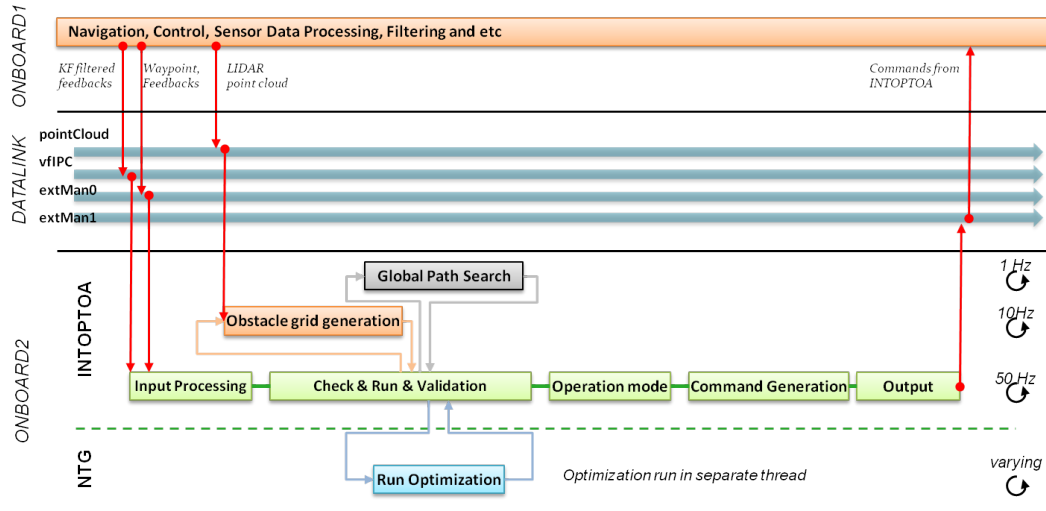 ONBOARD1
Navigation, Control, Sensor Data Processing, Filtering and etc
KF filtered
feedbacks
Waypoint,
Feedbacks
LIDAR
point cloud
Commands from
INTOPTOA
DATALINK
pointCloud
vfIPC
extMan0
extMan1
ONBOARD2
INTOPTOA
Global Path Search
1 Hz
Obstacle grid generation
10Hz
Input Processing
Check & Run & Validation
Operation mode
Command Generation
Output
50 Hz
NTG
Run Optimization
Optimization run in separate thread
varying